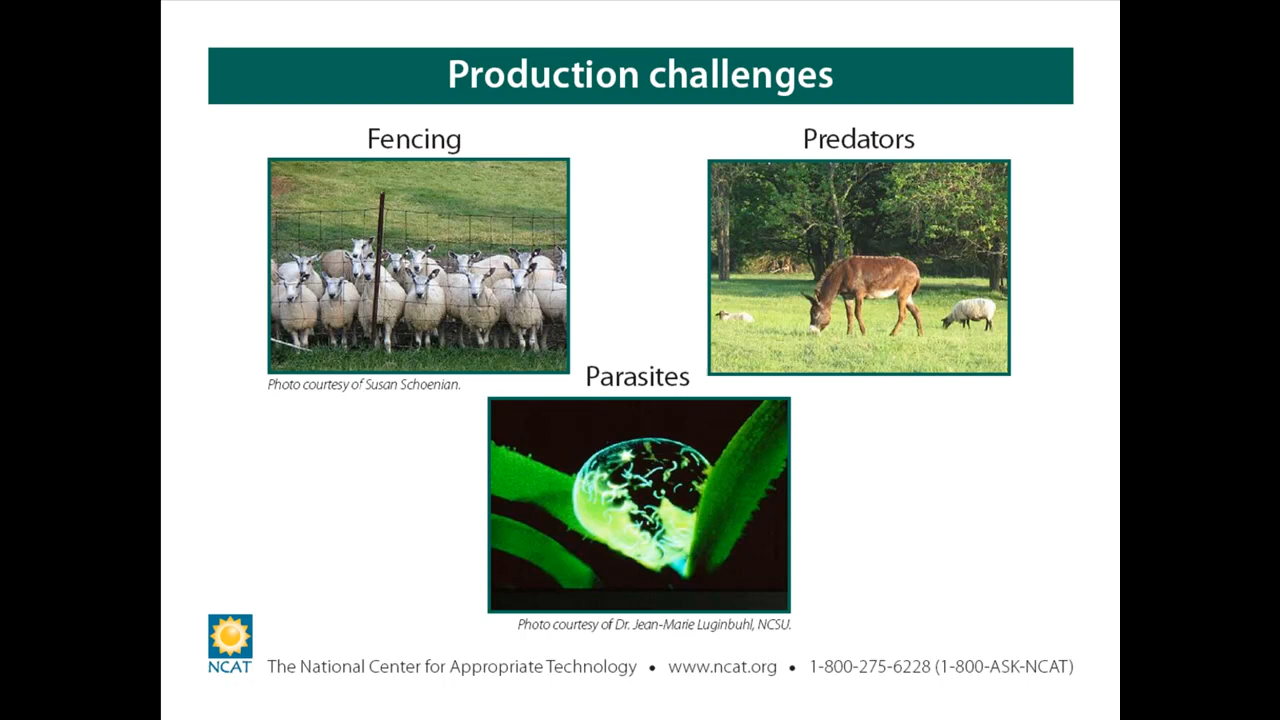 Production challenges
Fencing
Predators
Photo courtesy of Susan Schoenian.
Parasites
Photo courtesy of Dr. Jean-Marie Luginbuhl, NCSU.
NCAT
The National Center for Appropriate Technology • www.ncat.org • 1-800-275-6228 (1-800-ASK-NCAT)